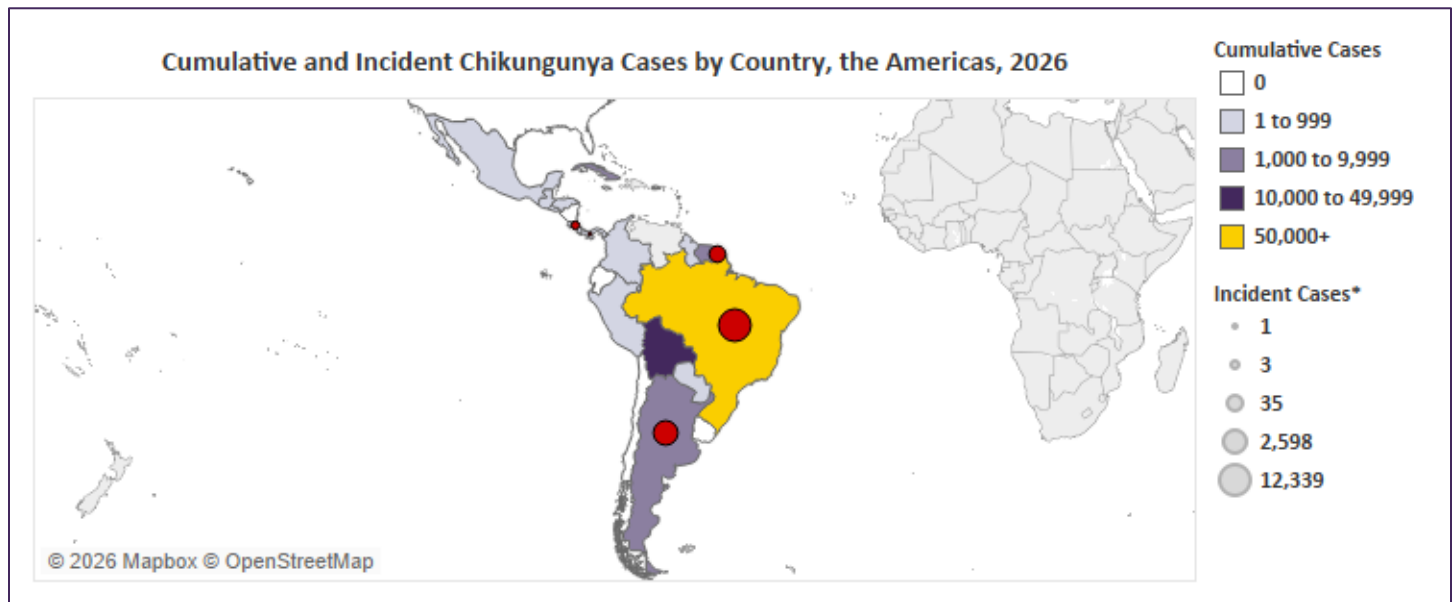 Cumulative and Incident Chikungunya Cases by Country, the Americas, 2026
Cumulative Cases
0
1 to 999
1,000 to 9,999
10,000 to 49,999
50,000+
Incident Cases*
1
3
35
2,598
12,339
© 2026 Mapbox © OpenStreetMap